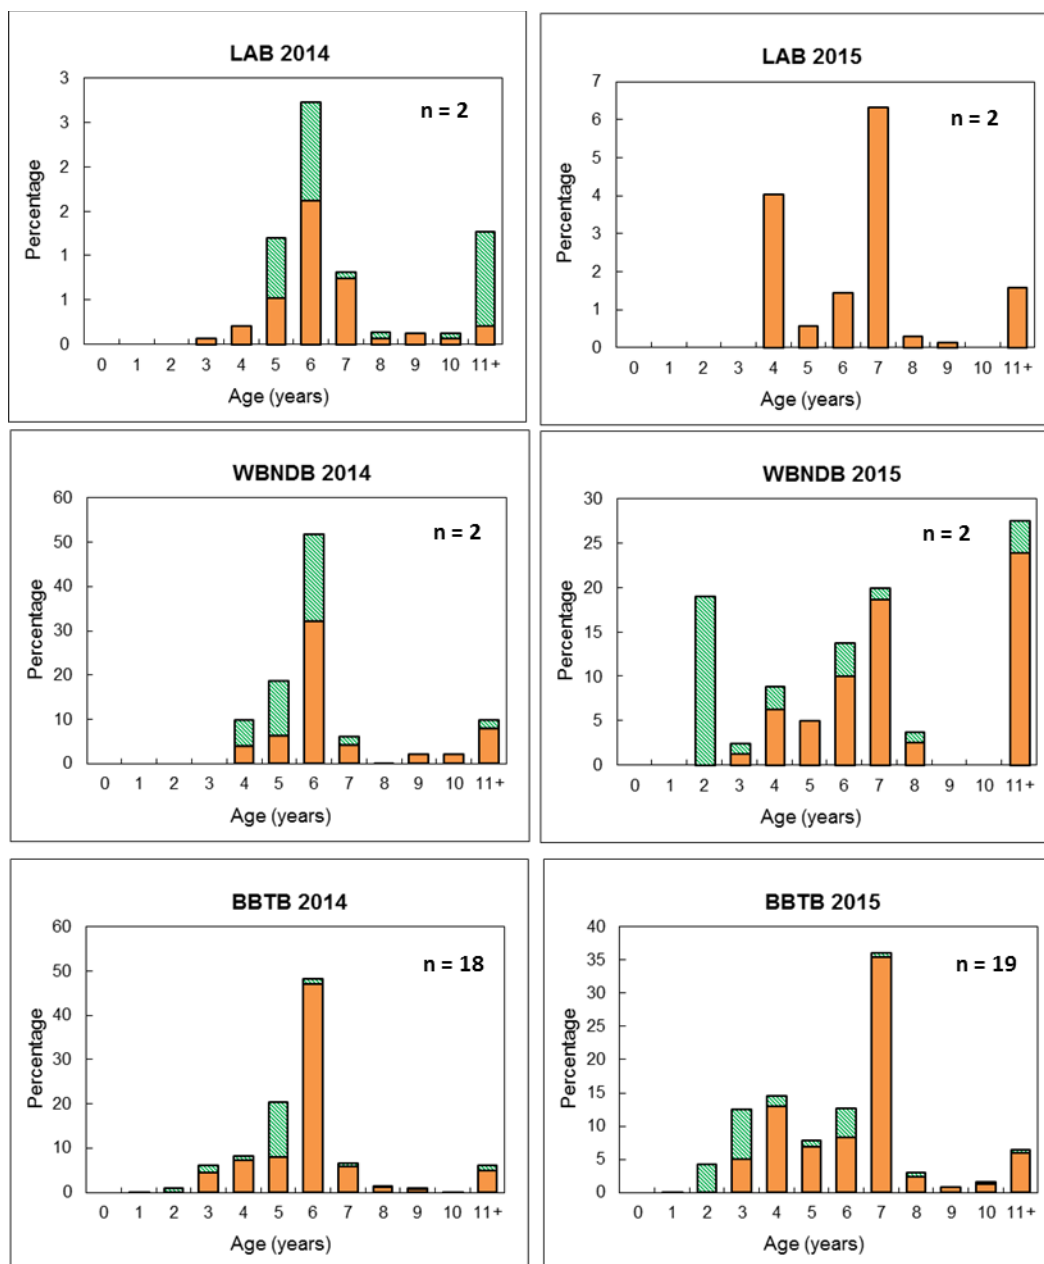 LAB 2014
n = 2
Percentage
3
3
2
2
1
1
0
0 1 2 3 4 5 6 7 8 9 10 11+
Age (years)
LAB 2015
n = 2
Percentage
7
6
5
4
3
2
1
0
0 1 2 3 4 5 6 7 8 9 10 11+
Age (years)
WBNDB 2014
n = 2
Percentage
60
50
40
30
20
10
0
0 1 2 3 4 5 6 7 8 9 10 11+
Age (years)
WBNDB 2015
n = 2
Percentage
30
25
20
15
10
5
0
0 1 2 3 4 5 6 7 8 9 10 11+
Age (years)
BBTB 2014
n = 18
Percentage
60
50
40
30
20
10
0
0 1 2 3 4 5 6 7 8 9 10 11+
Age (years)
BBTB 2015
n = 19
Percentage
40
35
30
25
20
15
10
5
0
0 1 2 3 4 5 6 7 8 9 10 11+
Age (years)